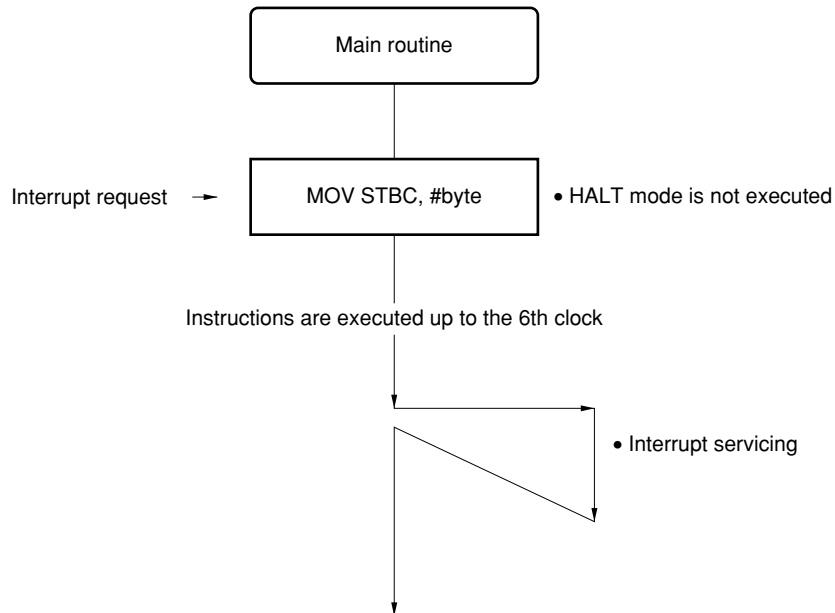 Main routine
Interrupt request
MOV STBC, #byte
• HALT mode is not executed
Instructions are executed up to the 6th clock
• Interrupt servicing